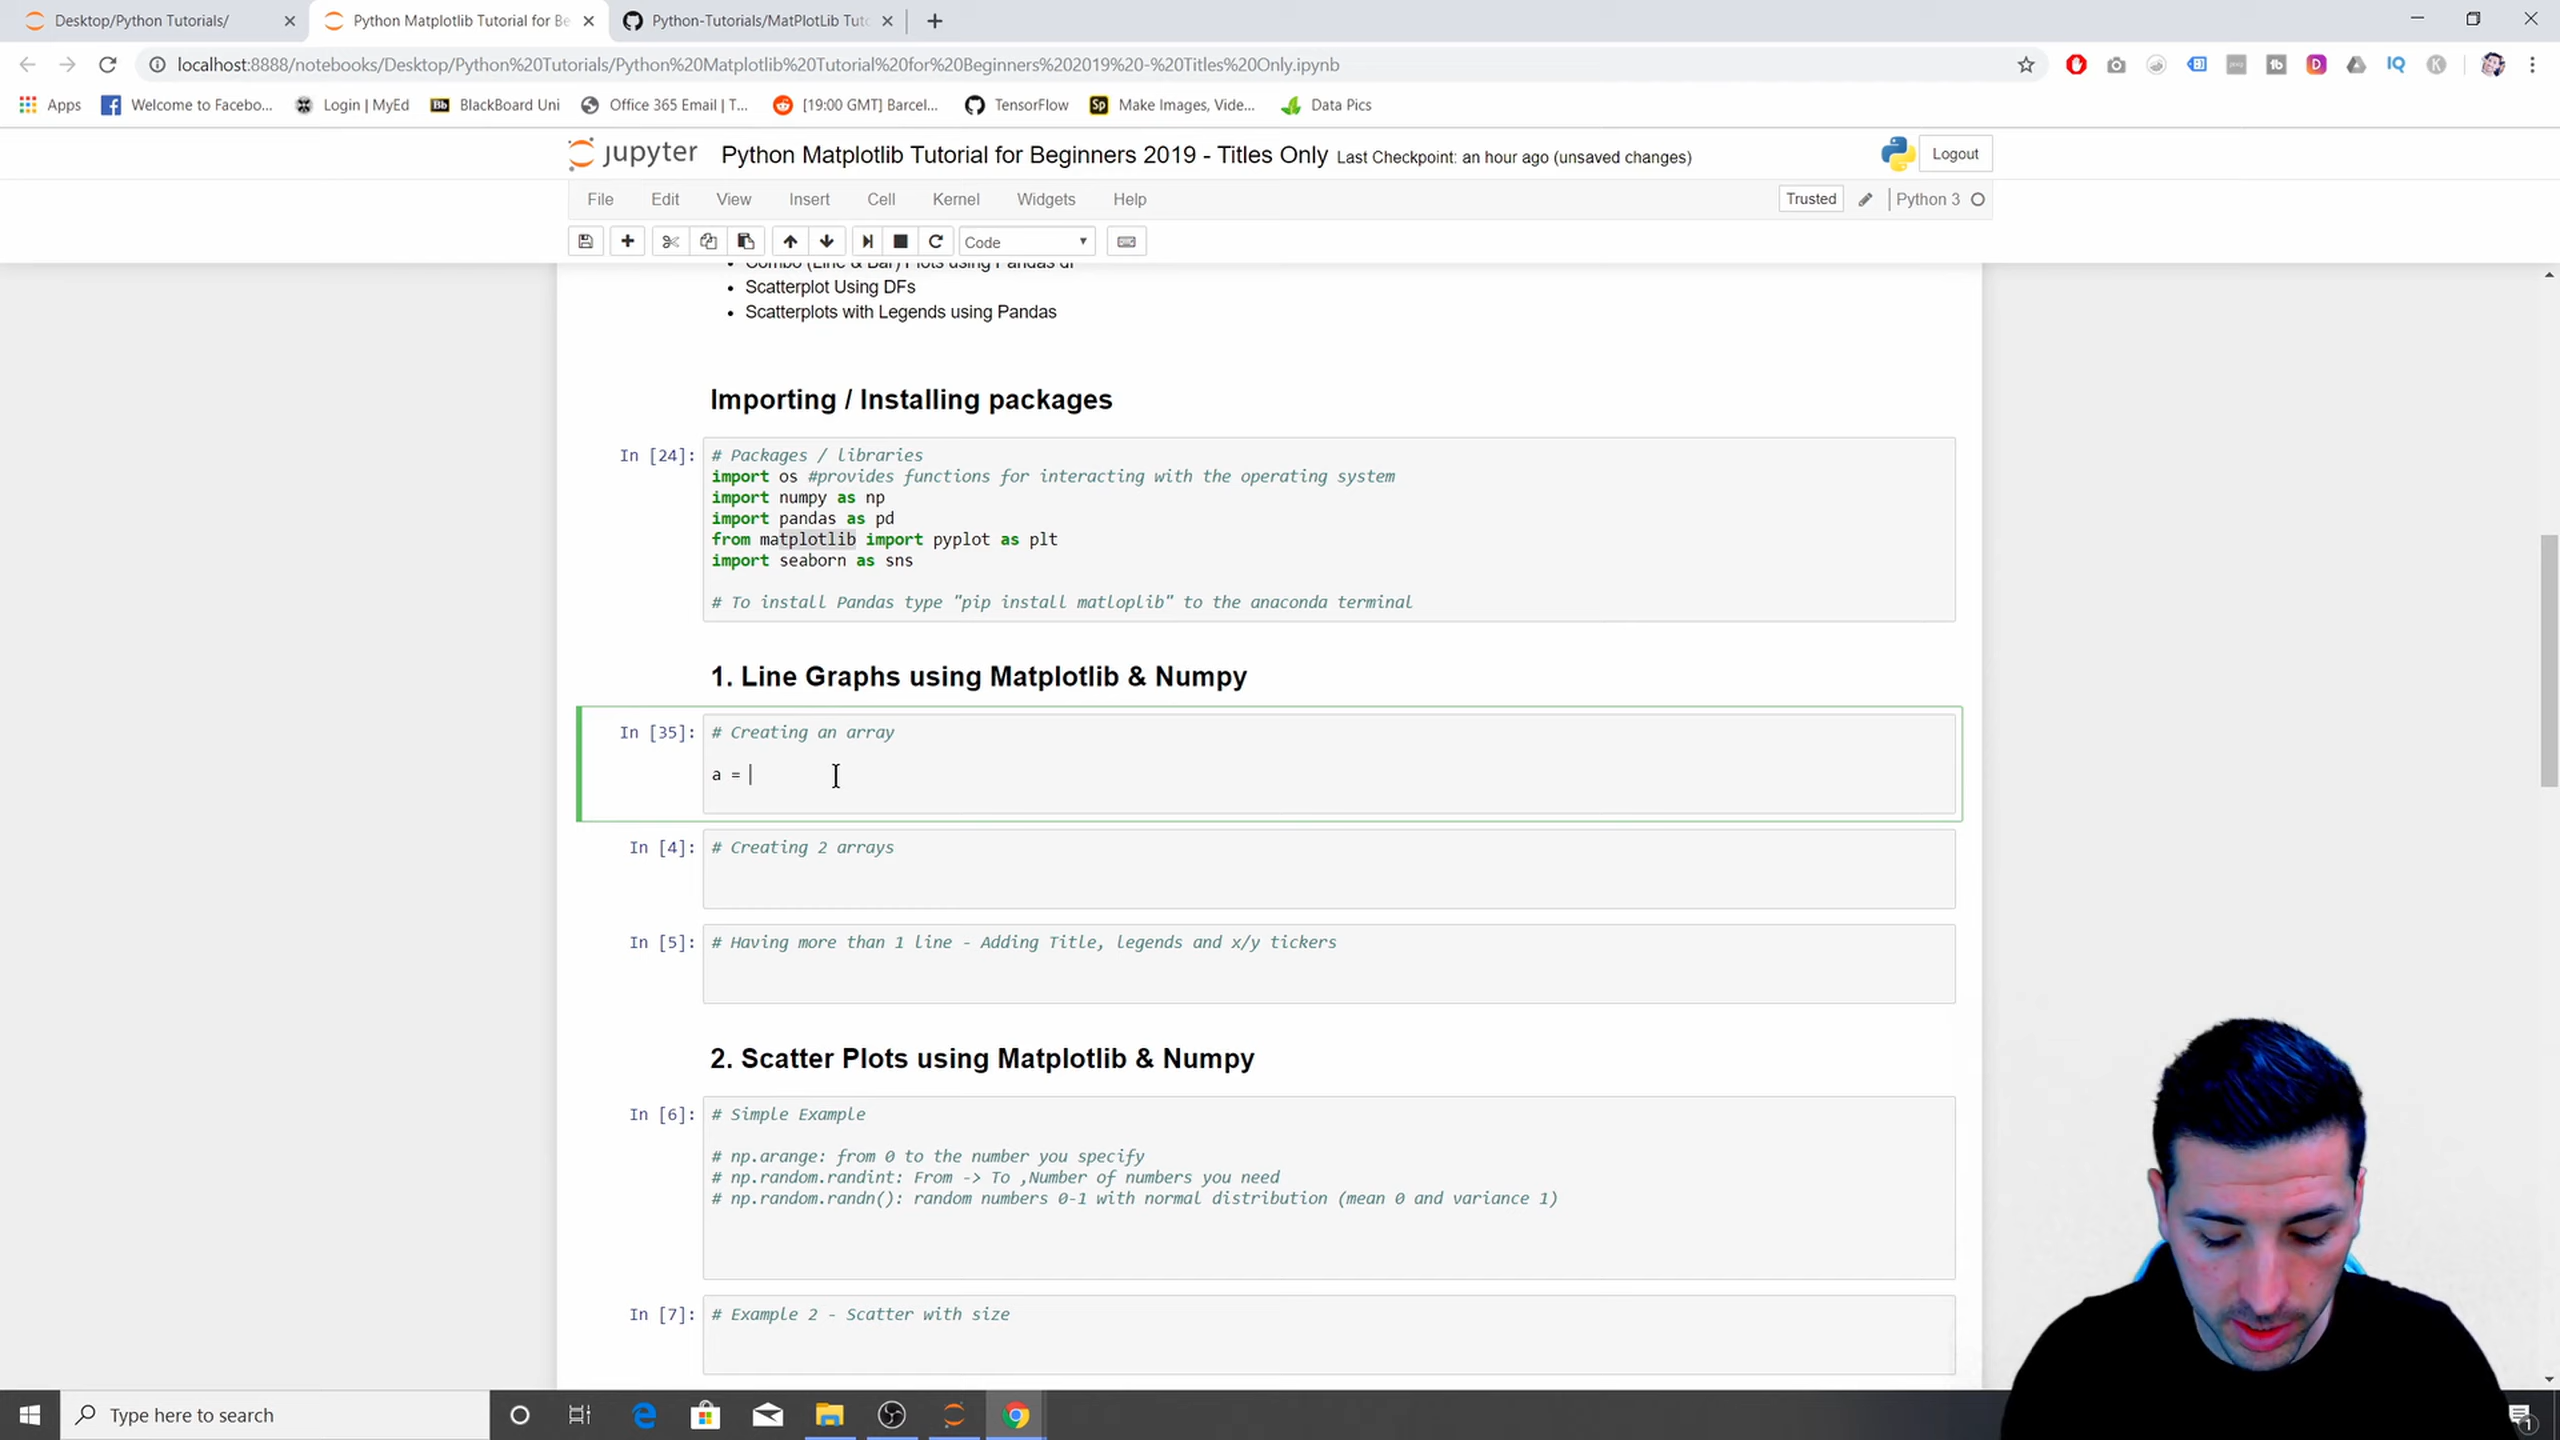 Desktop/Python Tutorials/
Python Matplotlib Tutorial for Be
Python-Tutorials/MatPlotLib Tuto
localhost:8888/notebooks/Desktop/Python%20Tutorials/Python%20Matplotlib%20Tutorial%20for%20Beginners%202019%20-%20Titles%20Only.ipynb
Apps
Welcome to Facebo...
Login | MyEd
Bb BlackBoard Uni
Office 365 Email | T...
[19:00 GMT] Barcel...
TensorFlow
Sp Make Images, Vide...
Data Pics
jupyter Python Matplotlib Tutorial for Beginners 2019 - Titles Only Last Checkpoint: an hour ago (unsaved changes)
Logout
File Edit View Insert Cell Kernel Widgets Help
Trusted
Python 3
Code
Combo (Line & Bar) Plots using Pandas df
Scatterplot Using DFs
Scatterplots with Legends using Pandas
Importing / Installing packages
In [24]: # Packages / libraries
import os #provides functions for interacting with the operating system
import numpy as np
import pandas as pd
from matplotlib import pyplot as plt
import seaborn as sns
# To install Pandas type "pip install matloplib" to the anaconda terminal
1. Line Graphs using Matplotlib & Numpy
In [35]: # Creating an array
a =
In [4]: # Creating 2 arrays
In [5]: # Having more than 1 line - Adding Title, legends and x/y tickers
2. Scatter Plots using Matplotlib & Numpy
In [6]: # Simple Example
# np.arange: from 0 to the number you specify
# np.random.randint: From -> To ,Number of numbers you need
# np.random.randn(): random numbers 0-1 with normal distribution (mean 0 and variance 1)
In [7]: # Example 2 - Scatter with size
Type here to search